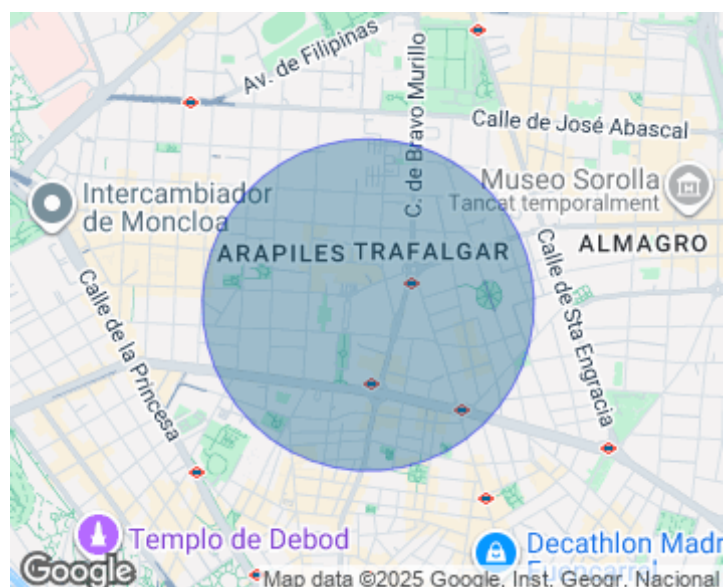 Av. de Filipinas
C. de Bravo Murillo
Calle de José Abascal
Museo Sorolla
Tancat temporalment
Intercambiador
de Moncloa
ARAPILES
TRAFALGAR
ALMAGRO
Calle de Sta Engracia
Calle de la Princesa
Templo de Debod
Decathlon Madr
Fuencarral
Google
Map data ©2025 Google, Inst. Geogr. Nacional